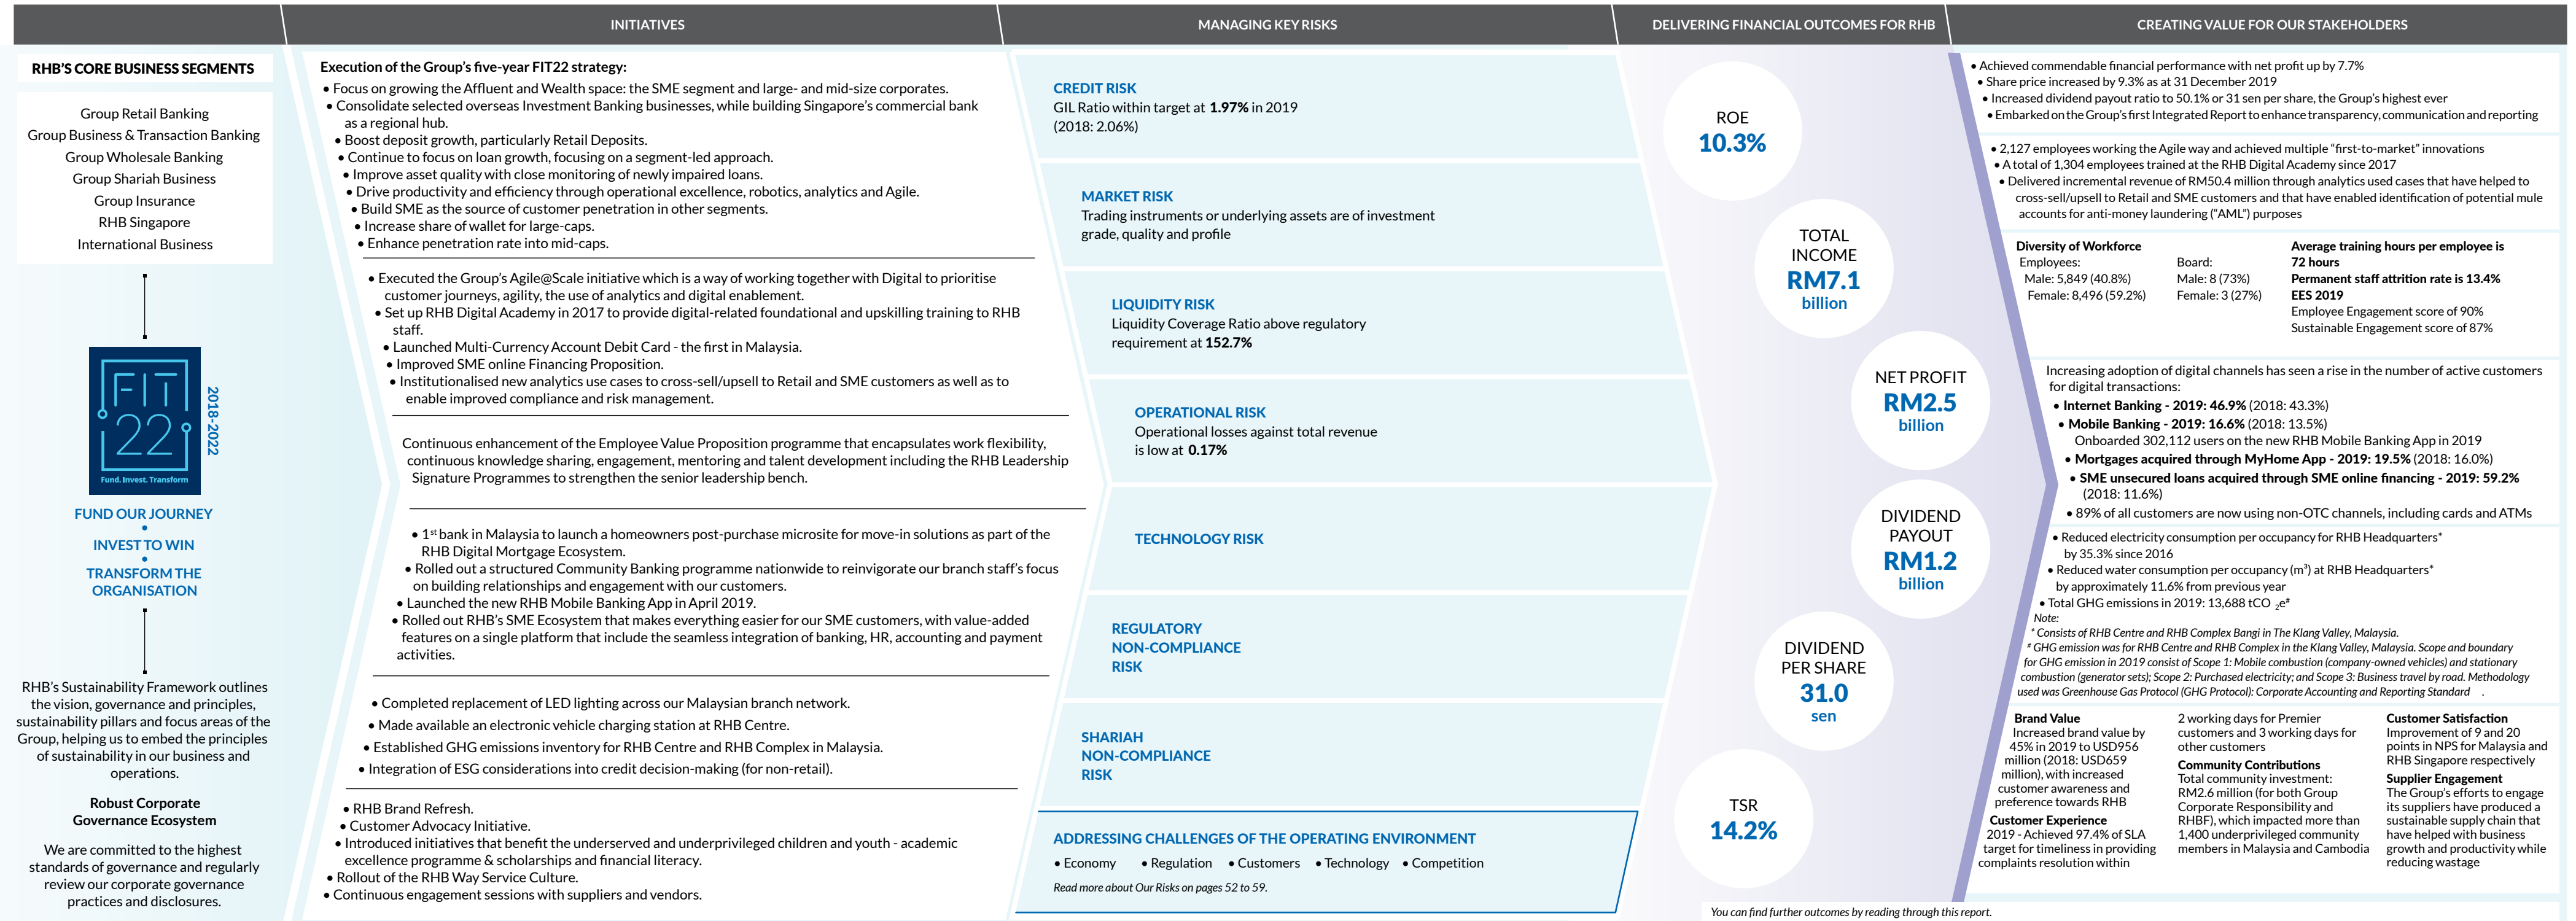 INITIATIVES
MANAGING KEY RISKS
DELIVERING FINANCIAL OUTCOMES FOR RHB
CREATING VALUE FOR OUR STAKEHOLDERS
RHB'S CORE BUSINESS SEGMENTS
Group Retail Banking
Group Business & Transaction Banking
Group Wholesale Banking
Group Shariah Business
Group Insurance
RHB Singapore
International Business
FIT
22
Fund. Invest. Transform
2018-2022
FUND OUR JOURNEY
•
INVEST TO WIN
•
TRANSFORM THE
ORGANISATION
RHB's Sustainability Framework outlines
the vision, governance and principles,
sustainability pillars and focus areas of the
Group, helping us to embed the principles
of sustainability in our business and
operations.
Robust Corporate
Governance Ecosystem
We are committed to the highest
standards of governance and regularly
review our corporate governance
practices and disclosures.
Execution of the Group's five-year FIT22 strategy:
• Focus on growing the Affluent and Wealth space: the SME segment and large- and mid-size corporates.
• Consolidate selected overseas Investment Banking businesses, while building Singapore's commercial bank
as a regional hub.
• Boost deposit growth, particularly Retail Deposits.
• Continue to focus on loan growth, focusing on a segment-led approach.
• Improve asset quality with close monitoring of newly impaired loans.
• Drive productivity and efficiency through operational excellence, robotics, analytics and Agile.
• Build SME as the source of customer penetration in other segments.
• Increase share of wallet for large-caps.
• Enhance penetration rate into mid-caps.
• Executed the Group's Agile@Scale initiative which is a way of working together with Digital to prioritise
customer journeys, agility, the use of analytics and digital enablement.
• Set up RHB Digital Academy in 2017 to provide digital-related foundational and upskilling training to RHB
staff.
• Launched Multi-Currency Account Debit Card - the first in Malaysia.
• Improved SME online Financing Proposition.
• Institutionalised new analytics use cases to cross-sell/upsell to Retail and SME customers as well as to
enable improved compliance and risk management.
Continuous enhancement of the Employee Value Proposition programme that encapsulates work flexibility,
continuous knowledge sharing, engagement, mentoring and talent development including the RHB Leadership
Signature Programmes to strengthen the senior leadership bench.
• 1st bank in Malaysia to launch a homeowners post-purchase microsite for move-in solutions as part of the
RHB Digital Mortgage Ecosystem.
• Rolled out a structured Community Banking programme nationwide to reinvigorate our branch staff's focus
on building relationships and engagement with our customers.
• Launched the new RHB Mobile Banking App in April 2019.
• Rolled out RHB's SME Ecosystem that makes everything easier for our SME customers, with value-added
features on a single platform that include the seamless integration of banking, HR, accounting and payment
activities.
• Completed replacement of LED lighting across our Malaysian branch network.
• Made available an electronic vehicle charging station at RHB Centre.
• Established GHG emissions inventory for RHB Centre and RHB Complex in Malaysia.
• Integration of ESG considerations into credit decision-making (for non-retail).
• RHB Brand Refresh.
• Customer Advocacy Initiative.
• Introduced initiatives that benefit the underserved and underprivileged children and youth - academic
excellence programme & scholarships and financial literacy.
• Rollout of the RHB Way Service Culture.
• Continuous engagement sessions with suppliers and vendors.
CREDIT RISK
GIL Ratio within target at 1.97% in 2019
(2018: 2.06%)
MARKET RISK
Trading instruments or underlying assets are of investment
grade, quality and profile
LIQUIDITY RISK
Liquidity Coverage Ratio above regulatory
requirement at 152.7%
OPERATIONAL RISK
Operational losses against total revenue
is low at 0.17%
TECHNOLOGY RISK
REGULATORY
NON-COMPLIANCE
RISK
SHARIAH
NON-COMPLIANCE
RISK
ADDRESSING CHALLENGES OF THE OPERATING ENVIRONMENT
• Economy • Regulation • Customers • Technology • Competition
Read more about Our Risks on pages 52 to 59.
ROE
10.3%
TOTAL
INCOME
RM7.1
billion
NET PROFIT
RM2.5
billion
DIVIDEND
PAYOUT
RM1.2
billion
DIVIDEND
PER SHARE
31.0
sen
TSR
14.2%
• Achieved commendable financial performance with net profit up by 7.7%
• Share price increased by 9.3% as at 31 December 2019
• Increased dividend payout ratio to 50.1% or 31 sen per share, the Group's highest ever
• Embarked on the Group's first Integrated Report to enhance transparency, communication and reporting
• 2,127 employees working the Agile way and achieved multiple "first-to-market" innovations
• A total of 1,304 employees trained at the RHB Digital Academy since 2017
• Delivered incremental revenue of RM50.4 million through analytics used cases that have helped to
cross-sell/upsell to Retail and SME customers and that have enabled identification of potential mule
accounts for anti-money laundering ("AML") purposes
Diversity of Workforce
Employees:
Male: 5,849 (40.8%)
Female: 8,496 (59.2%)
Board:
Male: 8 (73%)
Female: 3 (27%)
Average training hours per employee is
72 hours
Permanent staff attrition rate is 13.4%
EES 2019
Employee Engagement score of 90%
Sustainable Engagement score of 87%
Increasing adoption of digital channels has seen a rise in the number of active customers
for digital transactions:
• Internet Banking - 2019: 46.9% (2018: 43.3%)
• Mobile Banking - 2019: 16.6% (2018: 13.5%)
Onboarded 302,112 users on the new RHB Mobile Banking App in 2019
• Mortgages acquired through MyHome App - 2019: 19.5% (2018: 16.0%)
• SME unsecured loans acquired through SME online financing - 2019: 59.2%
(2018: 11.6%)
• 89% of all customers are now using non-OTC channels, including cards and ATMs
• Reduced electricity consumption per occupancy for RHB Headquarters*
by 35.3% since 2016
• Reduced water consumption per occupancy (m³) at RHB Headquarters*
by approximately 11.6% from previous year
• Total GHG emissions in 2019: 13,688 tCO ₂e#
Note:
* Consists of RHB Centre and RHB Complex Bangi in The Klang Valley, Malaysia.
# GHG emission was for RHB Centre and RHB Complex in the Klang Valley, Malaysia. Scope and boundary
for GHG emission in 2019 consist of Scope 1: Mobile combustion (company-owned vehicles) and stationary
combustion (generator sets); Scope 2: Purchased electricity; and Scope 3: Business travel by road. Methodology
used was Greenhouse Gas Protocol (GHG Protocol): Corporate Accounting and Reporting Standard .
Brand Value
Increased brand value by
45% in 2019 to USD956
million (2018: USD659
million), with increased
customer awareness and
preference towards RHB
Customer Experience
2019 - Achieved 97.4% of SLA
target for timeliness in providing
complaints resolution within
2 working days for Premier
customers and 3 working days for
other customers
Community Contributions
Total community investment:
RM2.6 million (for both Group
Corporate Responsibility and
RHBF), which impacted more than
1,400 underprivileged community
members in Malaysia and Cambodia
Customer Satisfaction
Improvement of 9 and 20
points in NPS for Malaysia and
RHB Singapore respectively
Supplier Engagement
The Group's efforts to engage
its suppliers have produced a
sustainable supply chain that
have helped with business
growth and productivity while
reducing wastage
You can find further outcomes by reading through this report.